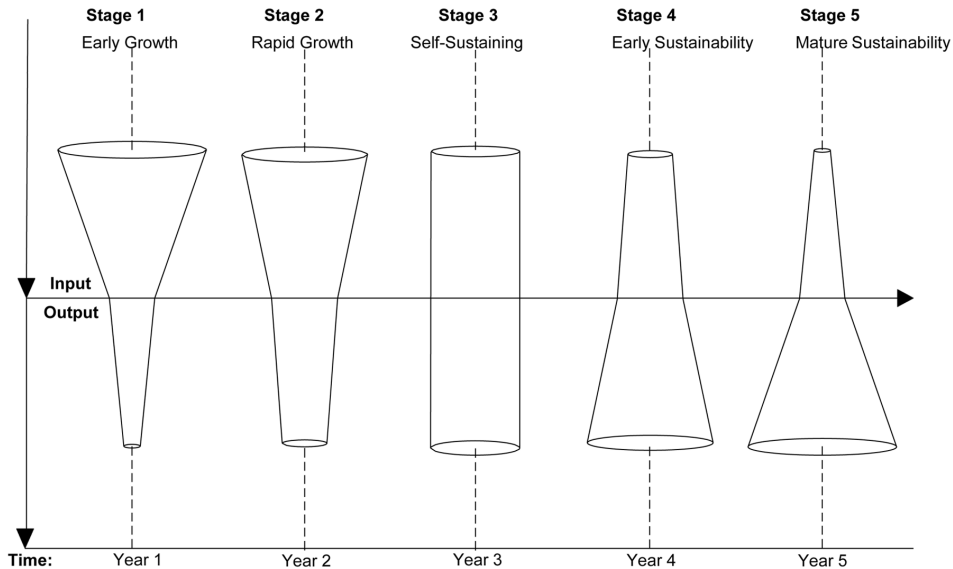 Stage 1
Stage 2
Stage 3
Stage 4
Stage 5
Early Growth
Rapid Growth
Self-Sustaining
Early Sustainability
Mature Sustainability
Input
Output
Time:
Year 1
Year 2
Year 3
Year 4
Year 5